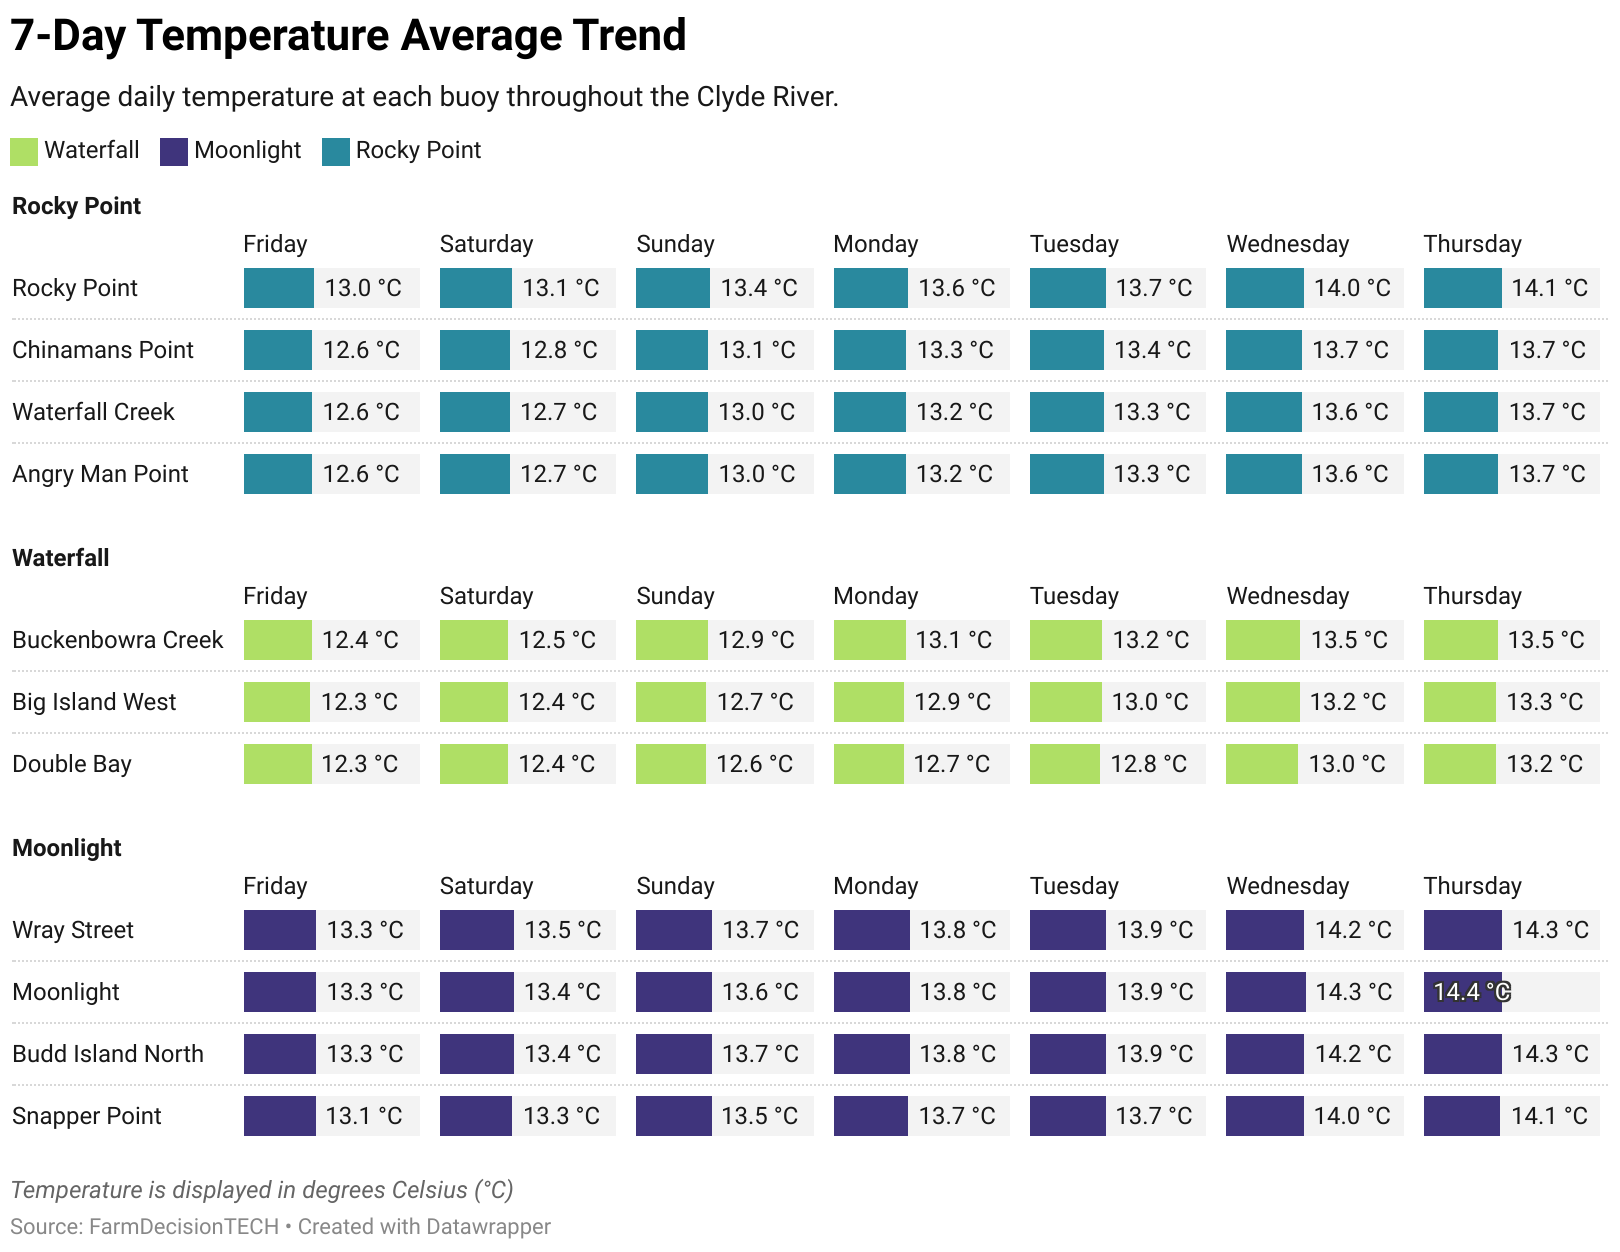 7-Day Temperature Average Trend
Average daily temperature at each buoy throughout the Clyde River.
Waterfall Moonlight Rocky Point
Rocky Point
Friday Saturday Sunday Monday Tuesday Wednesday Thursday
Rocky Point 13.0 °C 13.1 °C 13.4 °C 13.6 °C 13.7 °C 14.0 °C 14.1 °C
Chinamans Point 12.6 °C 12.8 °C 13.1 °C 13.3 °C 13.4 °C 13.7 °C 13.7 °C
Waterfall Creek 12.6 °C 12.7 °C 13.0 °C 13.2 °C 13.3 °C 13.6 °C 13.7 °C
Angry Man Point 12.6 °C 12.7 °C 13.0 °C 13.2 °C 13.3 °C 13.6 °C 13.7 °C
Waterfall
Friday Saturday Sunday Monday Tuesday Wednesday Thursday
Buckenbowra Creek 12.4 °C 12.5 °C 12.9 °C 13.1 °C 13.2 °C 13.5 °C 13.5 °C
Big Island West 12.3 °C 12.4 °C 12.7 °C 12.9 °C 13.0 °C 13.2 °C 13.3 °C
Double Bay 12.3 °C 12.4 °C 12.6 °C 12.7 °C 12.8 °C 13.0 °C 13.2 °C
Moonlight
Friday Saturday Sunday Monday Tuesday Wednesday Thursday
Wray Street 13.3 °C 13.5 °C 13.7 °C 13.8 °C 13.9 °C 14.2 °C 14.3 °C
Moonlight 13.3 °C 13.4 °C 13.6 °C 13.8 °C 13.9 °C 14.3 °C 14.4 °C
Budd Island North 13.3 °C 13.4 °C 13.7 °C 13.8 °C 13.9 °C 14.2 °C 14.3 °C
Snapper Point 13.1 °C 13.3 °C 13.5 °C 13.7 °C 13.7 °C 14.0 °C 14.1 °C
Temperature is displayed in degrees Celsius (°C)
Source: FarmDecisionTECH • Created with Datawrapper